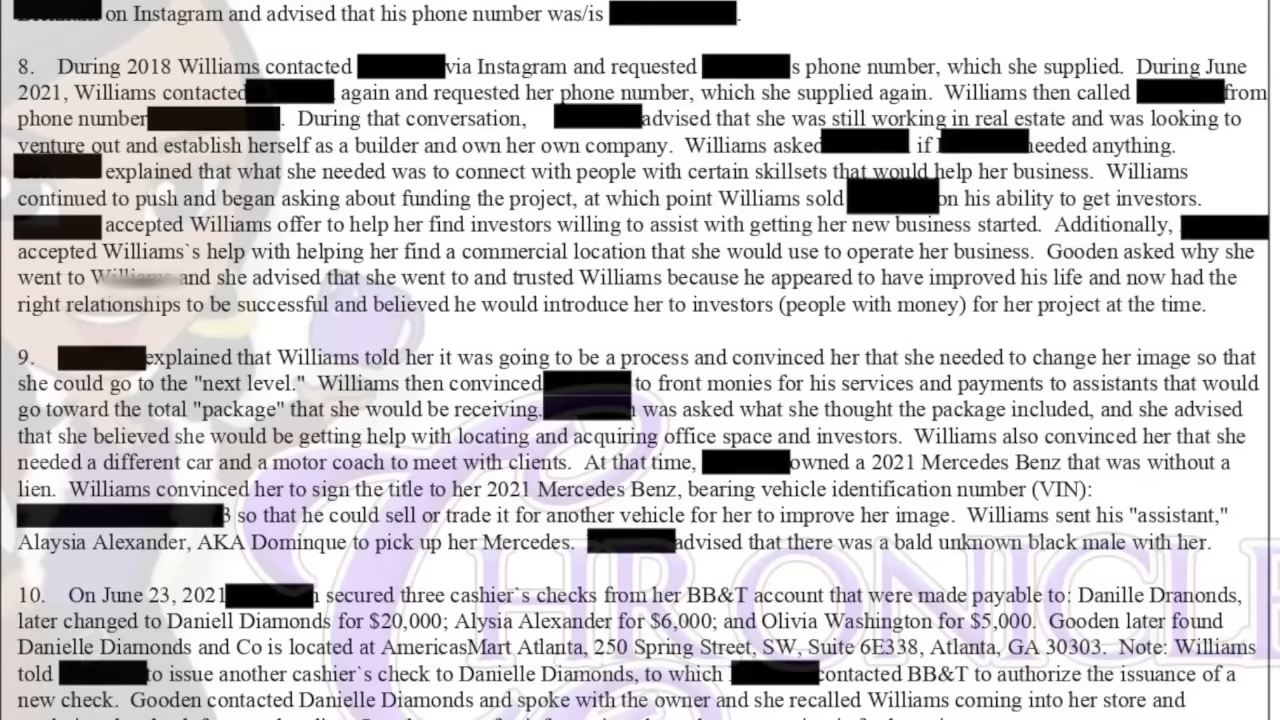 on Instagram and advised that his phone number was/is .
8. During 2018 Williams contacted via Instagram and requested s phone number, which she supplied. During June
2021, Williams contacted again and requested her phone number, which she supplied again. Williams then called from
phone number . During that conversation, advised that she was still working in real estate and was looking to
venture out and establish herself as a builder and own her own company. Williams asked if needed anything.
explained that what she needed was to connect with people with certain skillsets that would help her business. Williams
continued to push and began asking about funding the project, at which point Williams sold on his ability to get investors.
accepted Williams offer to help her find investors willing to assist with getting her new business started. Additionally,
accepted Williams`s help with helping her find a commercial location that she would use to operate her business. Gooden asked why she
went to Williams and she advised that she went to and trusted Williams because he appeared to have improved his life and now had the
right relationships to be successful and believed he would introduce her to investors (people with money) for her project at the time.
9. explained that Williams told her it was going to be a process and convinced her that she needed to change her image so that
she could go to the "next level." Williams then convinced to front monies for his services and payments to assistants that would
go toward the total "package" that she would be receiving. was asked what she thought the package included, and she advised
that she believed she would be getting help with locating and acquiring office space and investors. Williams also convinced her that she
needed a different car and a motor coach to meet with clients. At that time, owned a 2021 Mercedes Benz that was without a
lien. Williams convinced her to sign the title to her 2021 Mercedes Benz, bearing vehicle identification number (VIN):
3 so that he could sell or trade it for another vehicle for her to improve her image. Williams sent his "assistant,"
Alaysia Alexander, AKA Dominque to pick up her Mercedes. advised that there was a bald unknown black male with her.
10. On June 23, 2021 secured three cashier`s checks from her BB&T account that were made payable to: Danille Dranonds,
later changed to Daniell Diamonds for $20,000; Alysia Alexander for $6,000; and Olivia Washington for $5,000. Gooden later found
Danielle Diamonds and Co is located at AmericasMart Atlanta, 250 Spring Street, SW, Suite 6E338, Atlanta, GA 30303. Note: Williams
told to issue another cashier`s check to Danielle Diamonds, to which contacted BB&T to authorize the issuance of a
new check. Gooden contacted Danielle Diamonds and spoke with the owner and she recalled Williams coming into her store and
CHRONICLE